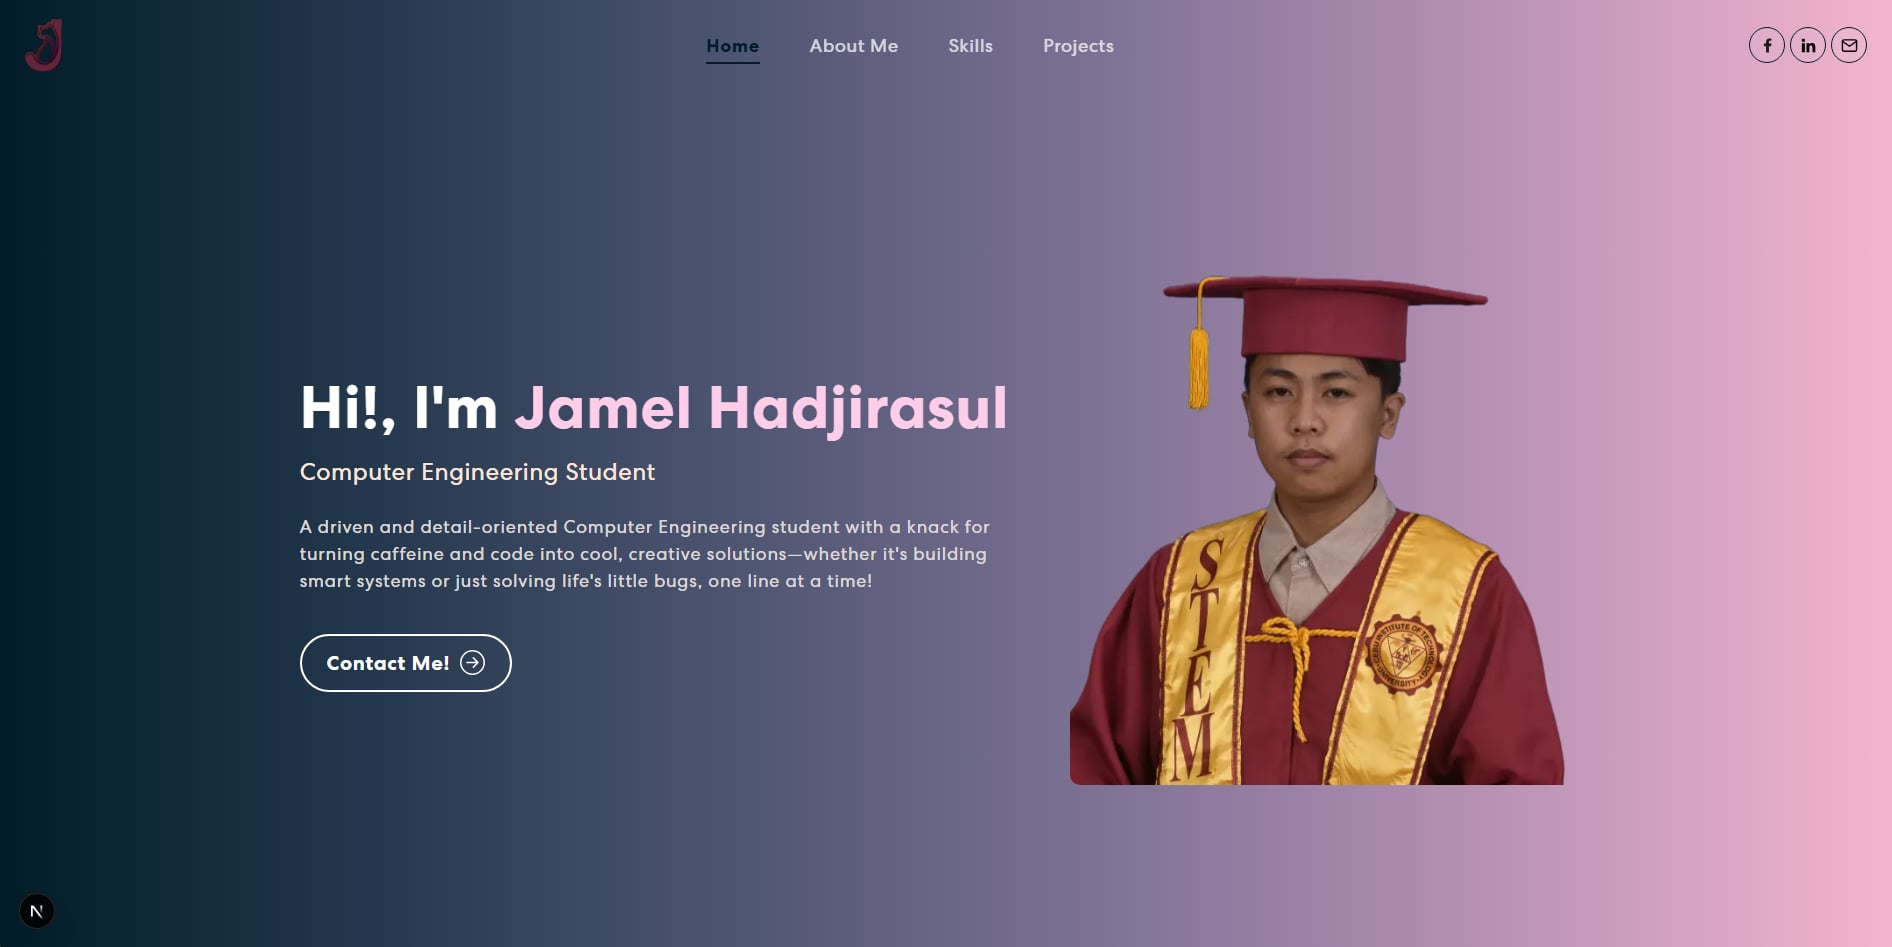 Home
About Me
Skills
Projects
Hi!, I'm Jamel Hadjirasul
Computer Engineering Student
A driven and detail-oriented Computer Engineering student with a knack for
turning caffeine and code into cool, creative solutions—whether it's building
smart systems or just solving life's little bugs, one line at a time!
Contact Me!
STEM
CEBU INSTITUTE OF TECHNOLOGY
UNIVERSITY
J
f
in
N